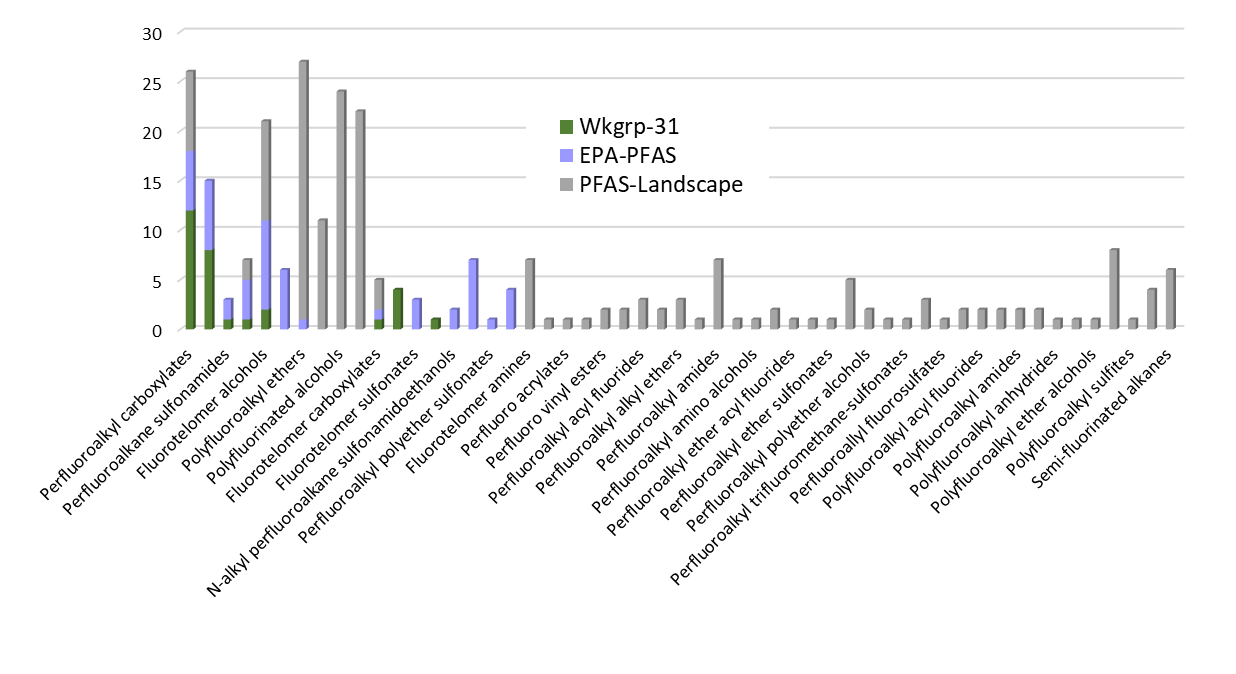 30
25
20
15
10
5
0
Wkgrp-31
EPA-PFAS
PFAS-Landscape
Perfluoroalkyl carboxylates
Perfluoroalkane sulfonamides
Fluorotelomer alcohols
Polyfluoroalkyl ethers
Polyfluorinated alcohols
Fluorotelomer carboxylates
Fluorotelomer sulfonates
N-alkyl perfluoroalkane sulfonamidoethanols
Perfluoroalkyl polyether sulfonates
Fluorotelomer amines
Perfluoro acrylates
Perfluoro vinyl esters
Perfluoroalkyl acyl fluorides
Perfluoroalkyl alkyl ethers
Perfluoroalkyl amides
Perfluoroalkyl amino alcohols
Perfluoroalkyl ether acyl fluorides
Perfluoroalkyl ether sulfonates
Perfluoroalkyl polyether alcohols
Perfluoroalkyl trifluoromethane-sulfonates
Perfluoroallyl fluorosulfates
Polyfluoroalkyl acyl fluorides
Polyfluoroalkyl amides
Polyfluoroalkyl anhydrides
Polyfluoroalkyl ether alcohols
Polyfluoroalkyl sulfites
Semi-fluorinated alkanes